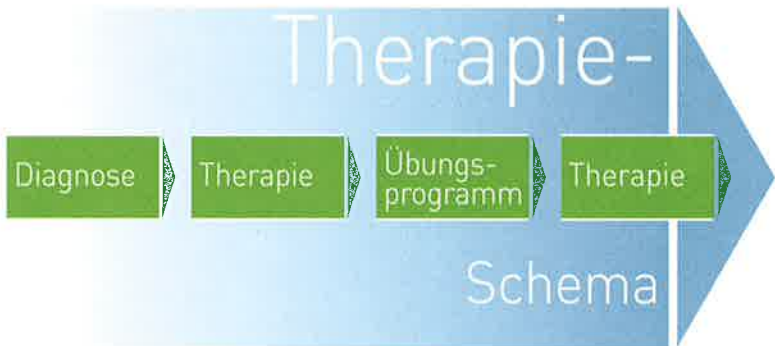 Therapie-
Diagnose
Therapie
Übungs-
programm
Therapie
Schema